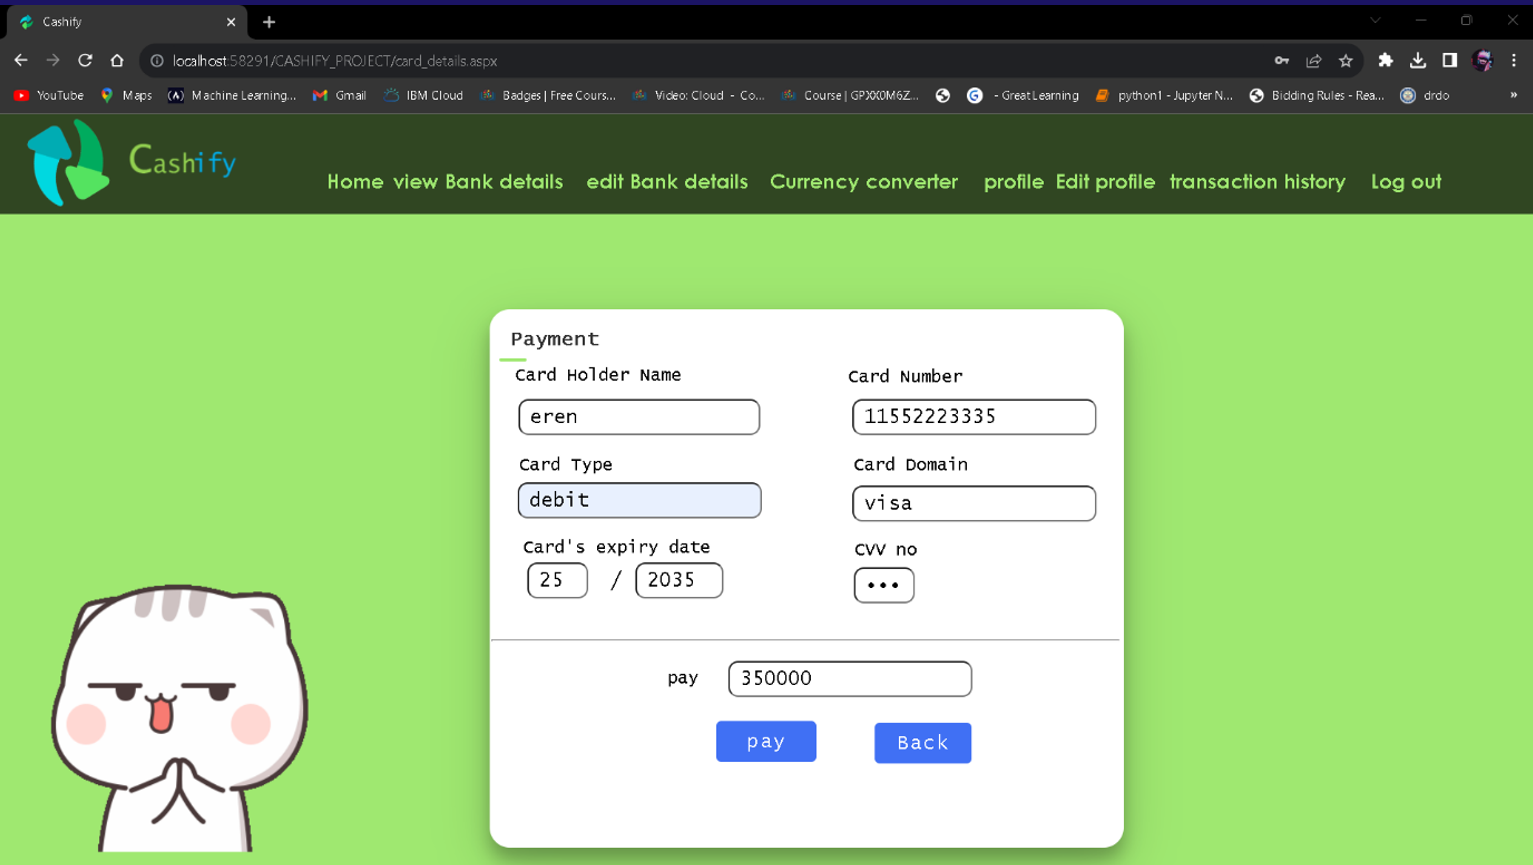 Cashify
localhost:58291/CASHIFY_PROJECT/card_details.aspx
YouTube Maps Machine Learning... Gmail IBM Cloud Badges | Free Cours... Video: Cloud - Co... Course | GPXX0M6Z... - Great Learning python1 - Jupyter N... Bidding Rules - Rea... drdo »
Cashify
Home view Bank details edit Bank details Currency converter profile Edit profile transaction history Log out
Payment
Card Holder Name Card Number
eren 11552223335
Card Type Card Domain
debit visa
Card's expiry date CVV no
25 / 2035 •••
pay 350000
pay Back